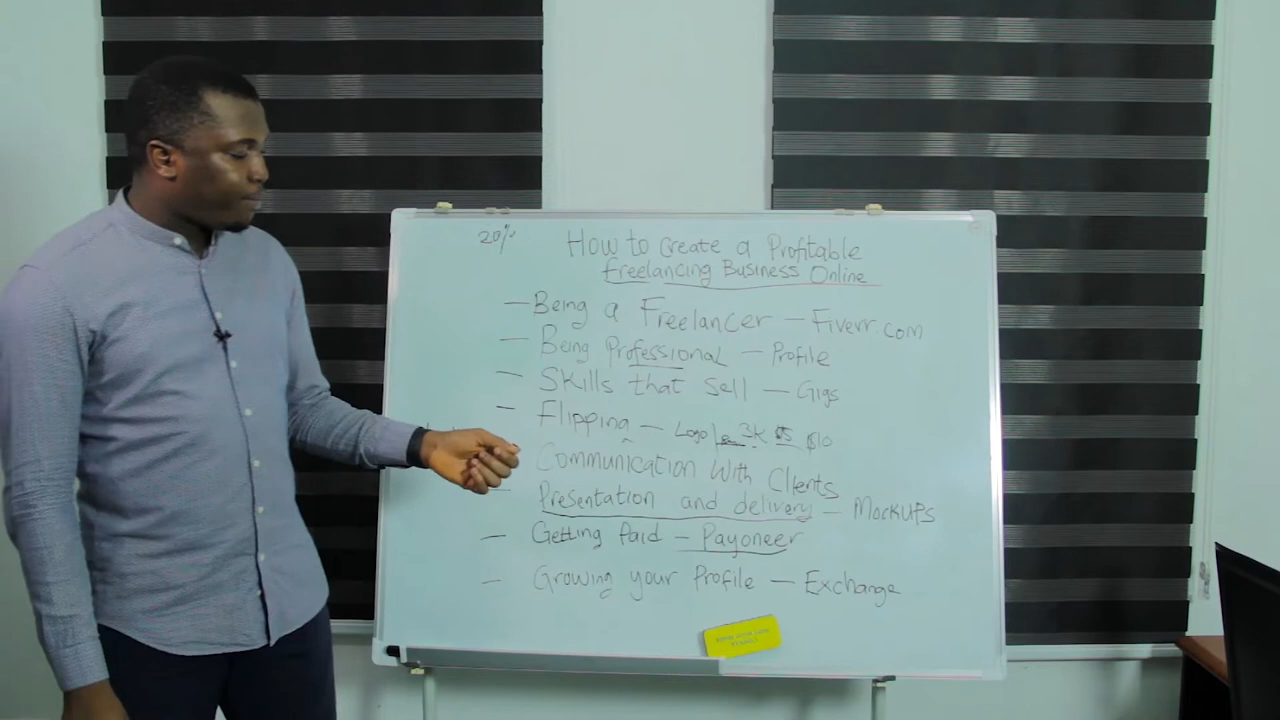 20%
How to create a Profitable
Freelancing Business Online
— Being a Freelancer — Fiverr.com
— Being Professional — Profile
— Skills that sell — Gigs
— Flipping — Logo 3K $5 $10
Communication With Clients
— Presentation and delivery — Mockups
— Getting Paid — Payoneer
— Growing your Profile — Exchange